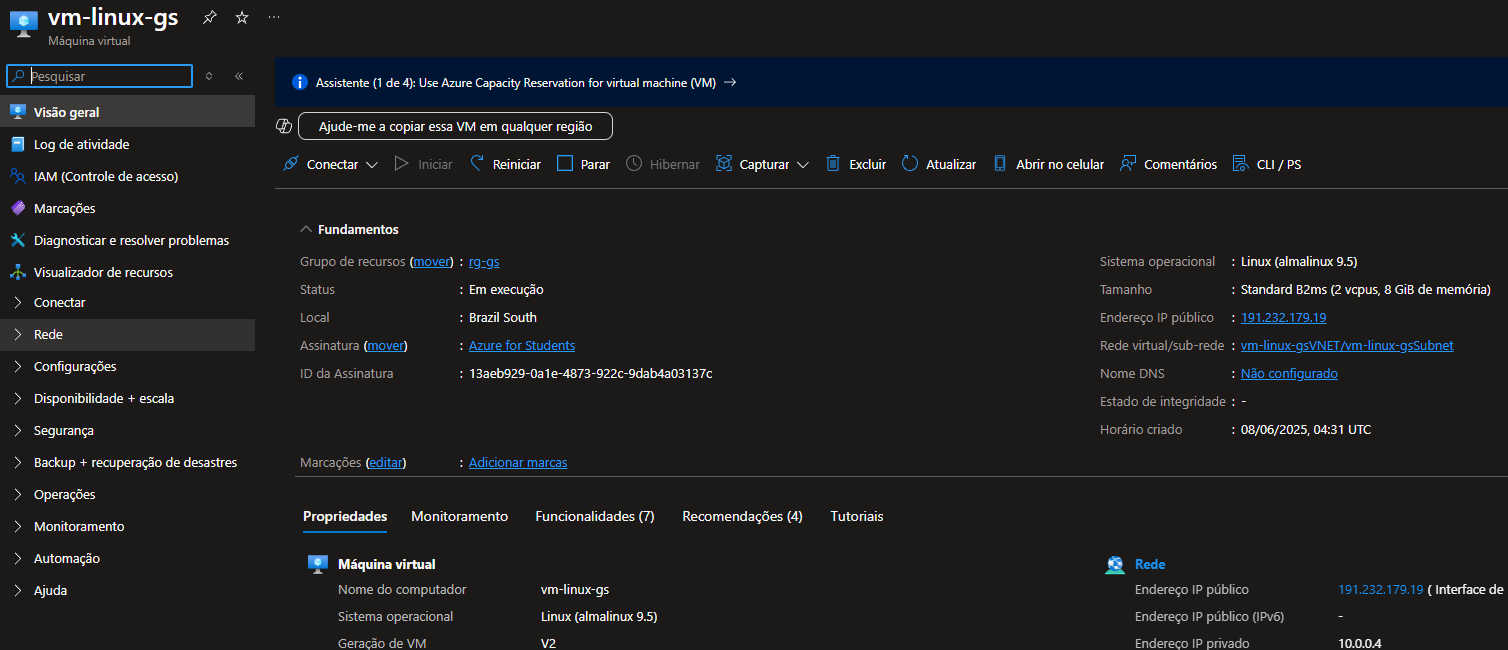 vm-linux-gs
Máquina virtual
Pesquisar
Visão geral
Log de atividade
IAM (Controle de acesso)
Marcações
Diagnosticar e resolver problemas
Visualizador de recursos
Conectar
Rede
Configurações
Disponibilidade + escala
Segurança
Backup + recuperação de desastres
Operações
Monitoramento
Automação
Ajuda
Assistente (1 de 4): Use Azure Capacity Reservation for virtual machine (VM) →
Ajude-me a copiar essa VM em qualquer região
Conectar Iniciar Reiniciar Parar Hibernar Capturar Excluir Atualizar Abrir no celular Comentários CLI / PS
Fundamentos
Grupo de recursos (mover) : rg-gs
Status : Em execução
Local : Brazil South
Assinatura (mover) : Azure for Students
ID da Assinatura : 13aeb929-0a1e-4873-922c-9dab4a03137c
Sistema operacional : Linux (almalinux 9.5)
Tamanho : Standard B2ms (2 vcpus, 8 GiB de memória)
Endereço IP público : 191.232.179.19
Rede virtual/sub-rede : vm-linux-gsVNET/vm-linux-gsSubnet
Nome DNS : Não configurado
Estado de integridade : -
Horário criado : 08/06/2025, 04:31 UTC
Marcações (editar) : Adicionar marcas
Propriedades Monitoramento Funcionalidades (7) Recomendações (4) Tutoriais
Máquina virtual
Nome do computador vm-linux-gs
Sistema operacional Linux (almalinux 9.5)
Geração de VM V2
Rede
Endereço IP público 191.232.179.19 ( Interface de
Endereço IP público (IPv6) -
Endereço IP privado 10.0.0.4